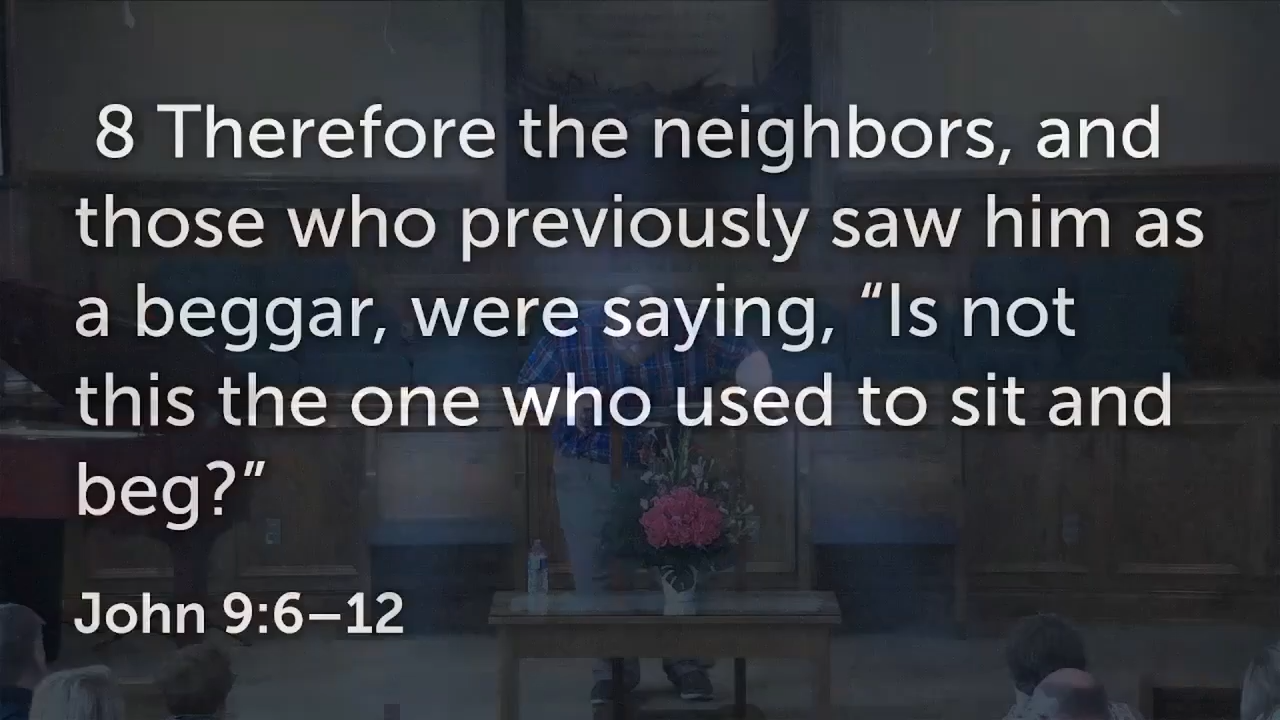 8 Therefore the neighbors, and
those who previously saw him as
a beggar, were saying, “Is not
this the one who used to sit and
beg?”
John 9:6–12